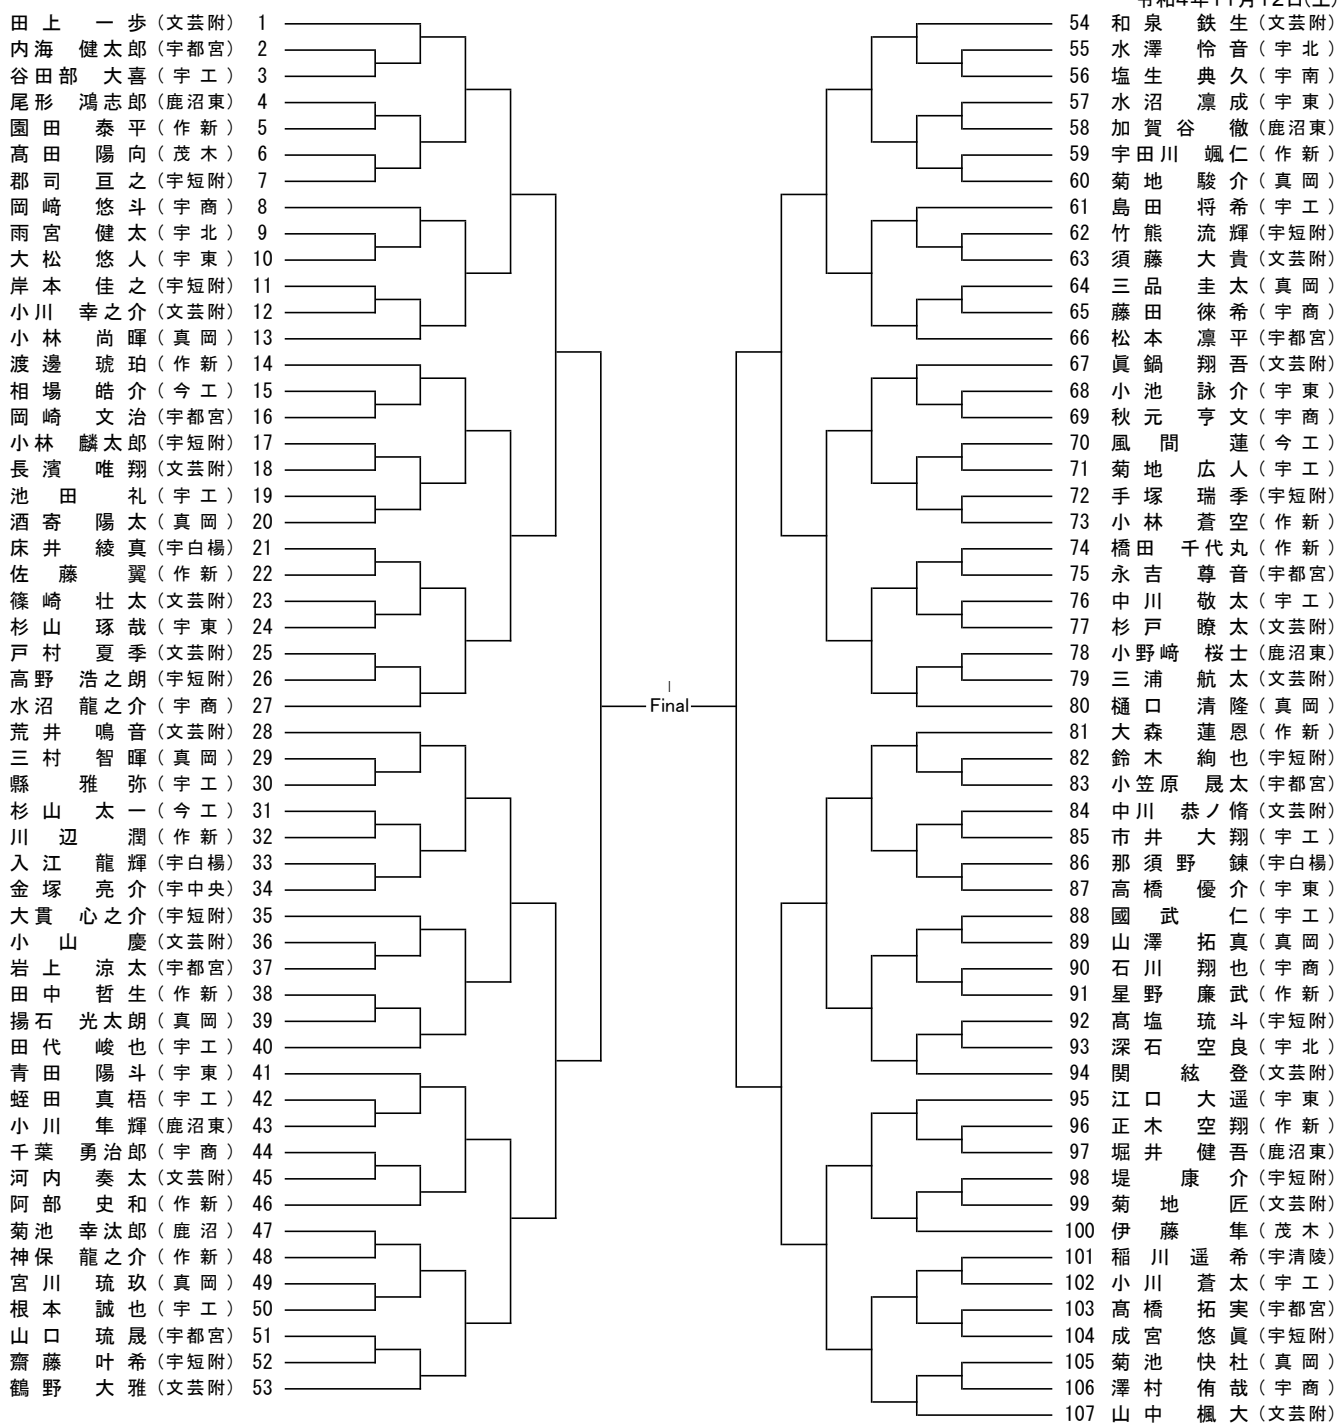 令和4年11月12日(土)
田上 一歩(文芸附) 1
内海 健太郎(宇都宮) 2
谷田部 大喜(宇工) 3
尾形 鴻志郎(鹿沼東) 4
園田 泰平(作新) 5
髙田 陽向(茂木) 6
郡司 亘之(宇短附) 7
岡﨑 悠斗(宇商) 8
雨宮 健太(宇北) 9
大松 悠人(宇東) 10
岸本 佳之(宇短附) 11
小川 幸之介(文芸附) 12
小林 尚暉(真岡) 13
渡邊 琥珀(作新) 14
相場 皓介(今工) 15
岡崎 文治(宇都宮) 16
小林 麟太郎(宇短附) 17
長濱 唯翔(文芸附) 18
池田 礼(宇工) 19
酒寄 陽太(真岡) 20
床井 綾真(宇白楊) 21
佐藤 翼(作新) 22
篠崎 壮太(文芸附) 23
杉山 琢哉(宇東) 24
戸村 夏季(文芸附) 25
高野 浩之朗(宇短附) 26
水沼 龍之介(宇商) 27
荒井 鳴音(文芸附) 28
三村 智暉(真岡) 29
縣 雅弥(宇工) 30
杉山 太一(今工) 31
川辺 潤(作新) 32
入江 龍輝(宇白楊) 33
金塚 亮介(宇中央) 34
大貫 心之介(宇短附) 35
小山 慶(文芸附) 36
岩上 涼太(宇都宮) 37
田中 哲生(作新) 38
揚石 光太朗(真岡) 39
田代 峻也(宇工) 40
青田 陽斗(宇東) 41
蛭田 真梧(宇工) 42
小川 隼輝(鹿沼東) 43
千葉 勇治郎(宇商) 44
河内 奏太(文芸附) 45
阿部 史和(作新) 46
菊池 幸汰郎(鹿沼) 47
神保 龍之介(作新) 48
宮川 琉玖(真岡) 49
根本 誠也(宇工) 50
山口 琉晟(宇都宮) 51
齋藤 叶希(宇短附) 52
鶴野 大雅(文芸附) 53
Final
54 和泉 鉄生(文芸附)
55 水澤 怜音(宇北)
56 塩生 典久(宇南)
57 水沼 凛成(宇東)
58 加賀谷 徹(鹿沼東)
59 宇田川 颯仁(作新)
60 菊地 駿介(真岡)
61 島田 将希(宇工)
62 竹熊 流輝(宇短附)
63 須藤 大貴(文芸附)
64 三品 圭太(真岡)
65 藤田 徠希(宇商)
66 松本 凛平(宇都宮)
67 眞鍋 翔吾(文芸附)
68 小池 詠介(宇東)
69 秋元 亨文(宇商)
70 風間 蓮(今工)
71 菊地 広人(宇工)
72 手塚 瑞季(宇短附)
73 小林 蒼空(作新)
74 橋田 千代丸(作新)
75 永吉 尊音(宇都宮)
76 中川 敬太(宇工)
77 杉戸 瞭太(文芸附)
78 小野﨑 桜士(鹿沼東)
79 三浦 航太(文芸附)
80 樋口 清隆(真岡)
81 大森 蓮恩(作新)
82 鈴木 絢也(宇短附)
83 小笠原 晟太(宇都宮)
84 中川 恭ノ脩(文芸附)
85 市井 大翔(宇工)
86 那須野 錬(宇白楊)
87 高橋 優介(宇東)
88 國武 仁(宇工)
89 山澤 拓真(真岡)
90 石川 翔也(宇商)
91 星野 廉武(作新)
92 髙塩 琉斗(宇短附)
93 深石 空良(宇北)
94 関 紘登(文芸附)
95 江口 大遥(宇東)
96 正木 空翔(作新)
97 堀井 健吾(鹿沼東)
98 堤 康介(宇短附)
99 菊地 匠(文芸附)
100 伊藤 隼(茂木)
101 稲川 遥希(宇清陵)
102 小川 蒼太(宇工)
103 髙橋 拓実(宇都宮)
104 成宮 悠眞(宇短附)
105 菊池 快杜(真岡)
106 澤村 侑哉(宇商)
107 山中 楓大(文芸附)